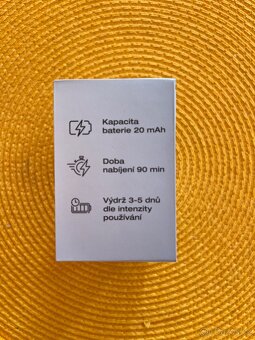 Kapacita
baterie 20 mAh
Doba
nabíjení 90 min
Výdrž 3-5 dnů
dle intenzity
používání